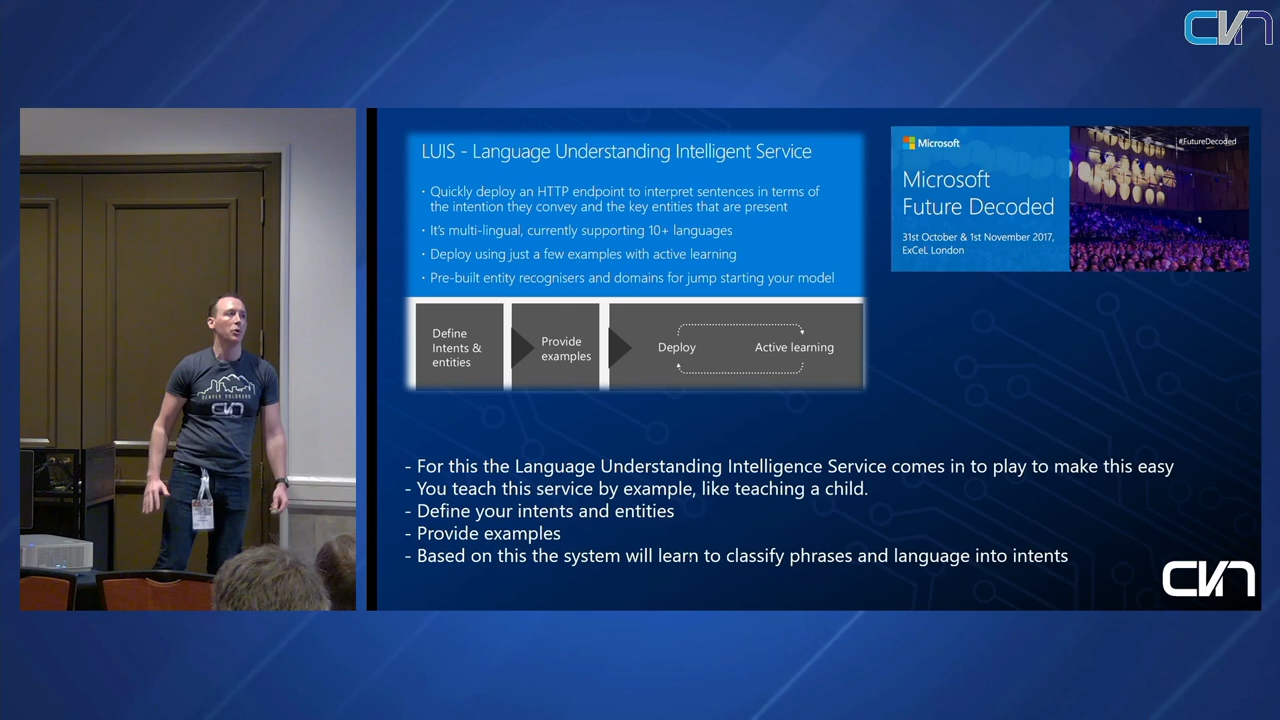 CVN
LUIS - Language Understanding Intelligent Service
· Quickly deploy an HTTP endpoint to interpret sentences in terms of
the intention they convey and the key entities that are present
· It's multi-lingual, currently supporting 10+ languages
· Deploy using just a few examples with active learning
· Pre-built entity recognisers and domains for jump starting your model
Define
Intents &
entities
Provide
examples
Deploy
Active learning
Microsoft
#FutureDecoded
Microsoft
Future Decoded
31st October & 1st November 2017,
ExCeL London
- For this the Language Understanding Intelligence Service comes in to play to make this easy
- You teach this service by example, like teaching a child.
- Define your intents and entities
- Provide examples
- Based on this the system will learn to classify phrases and language into intents
CVN
DENVER COLORADO
CVN